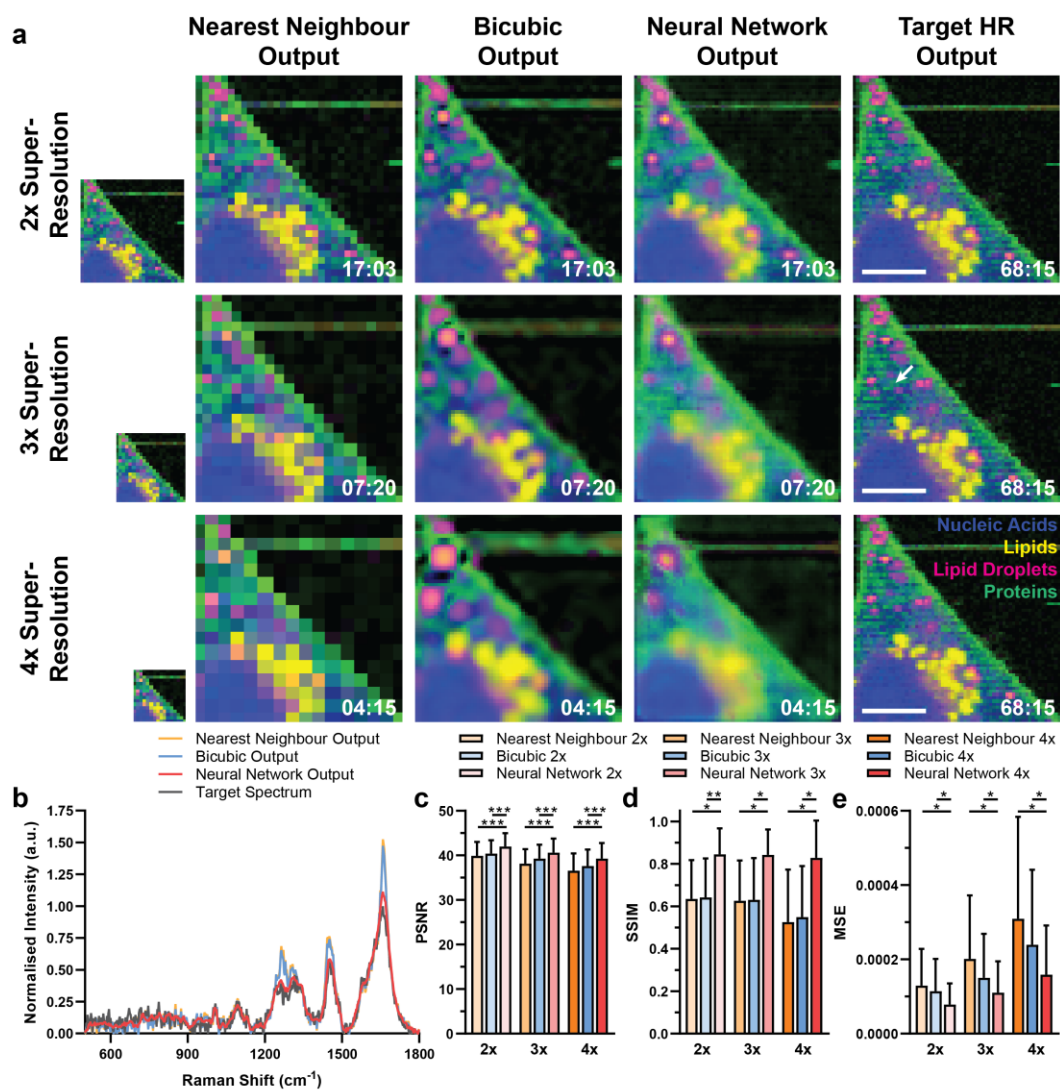 a
Nearest Neighbour
Output
Bicubic
Output
Neural Network
Output
Target HR
Output
2x Super-
Resolution
17:03
17:03
17:03
68:15
3x Super-
Resolution
07:20
07:20
07:20
68:15
4x Super-
Resolution
Nucleic Acids
Lipids
Lipid Droplets
Proteins
04:15
04:15
04:15
68:15
Nearest Neighbour Output
Bicubic Output
Neural Network Output
Target Spectrum
Nearest Neighbour 2x
Bicubic 2x
Neural Network 2x
Nearest Neighbour 3x
Bicubic 3x
Neural Network 3x
Nearest Neighbour 4x
Bicubic 4x
Neural Network 4x
b
Normalised Intensity (a.u.)
1.75
1.50
1.25
1.00
0.75
0.50
0.25
0.00
600
900
1200
1500
1800
Raman Shift (cm⁻¹)
c
PSNR
50
40
30
20
10
0
*** *** ***
*** *** ***
2x
3x
4x
d
SSIM
1.0
0.8
0.6
0.4
0.2
0.0
** * *
* * *
2x
3x
4x
e
MSE
0.0006
0.0004
0.0002
0.0000
* * *
* * *
2x
3x
4x